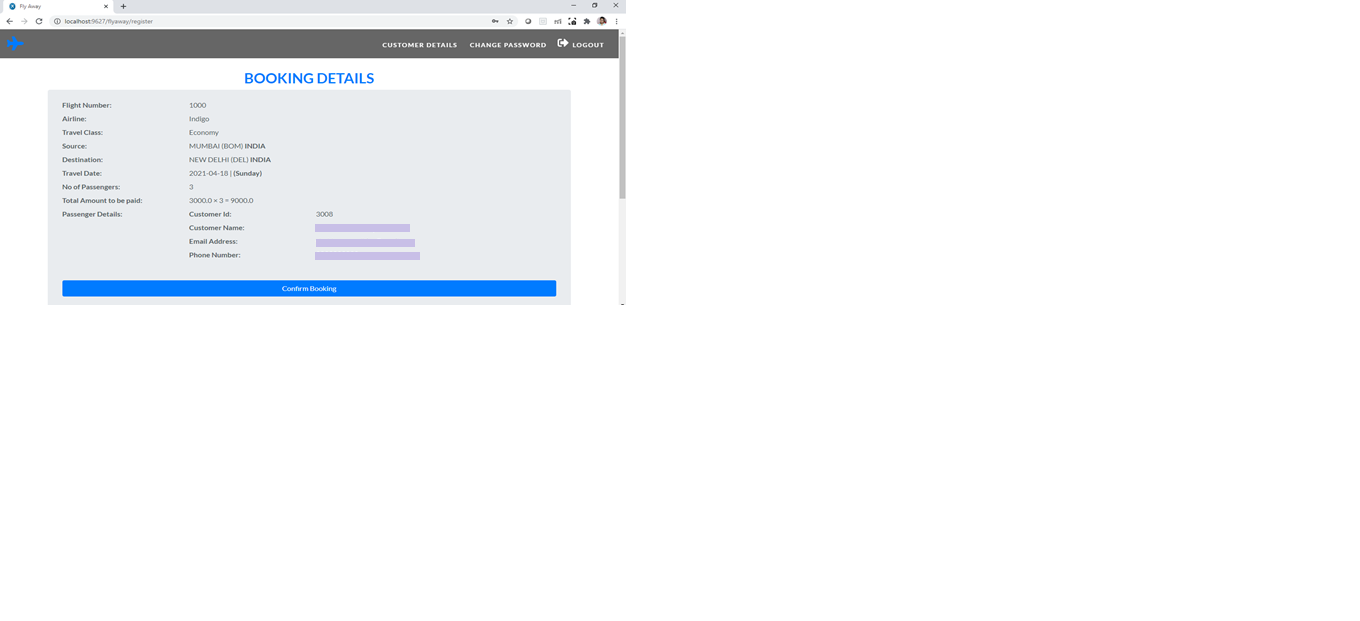 Fly Away
localhost:9627/flyaway/register
CUSTOMER DETAILS CHANGE PASSWORD LOGOUT
BOOKING DETAILS
Flight Number: 1000
Airline: Indigo
Travel Class: Economy
Source: MUMBAI (BOM) INDIA
Destination: NEW DELHI (DEL) INDIA
Travel Date: 2021-04-18 | (Sunday)
No of Passengers: 3
Total Amount to be paid: 3000.0 × 3 = 9000.0
Passenger Details: Customer Id: 3008
Customer Name:
Email Address:
Phone Number:
Confirm Booking